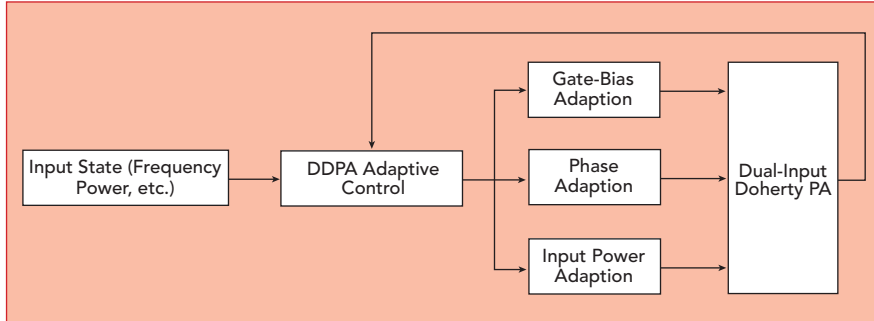 Input State (Frequency
Power, etc.)
DDPA Adaptive
Control
Gate-Bias
Adaption
Phase
Adaption
Input Power
Adaption
Dual-Input
Doherty PA